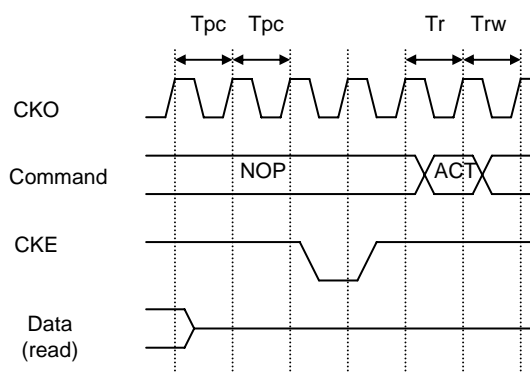 Tpc Tpc Tr Trw
CKO
Command NOP ACT
CKE
Data
(read)